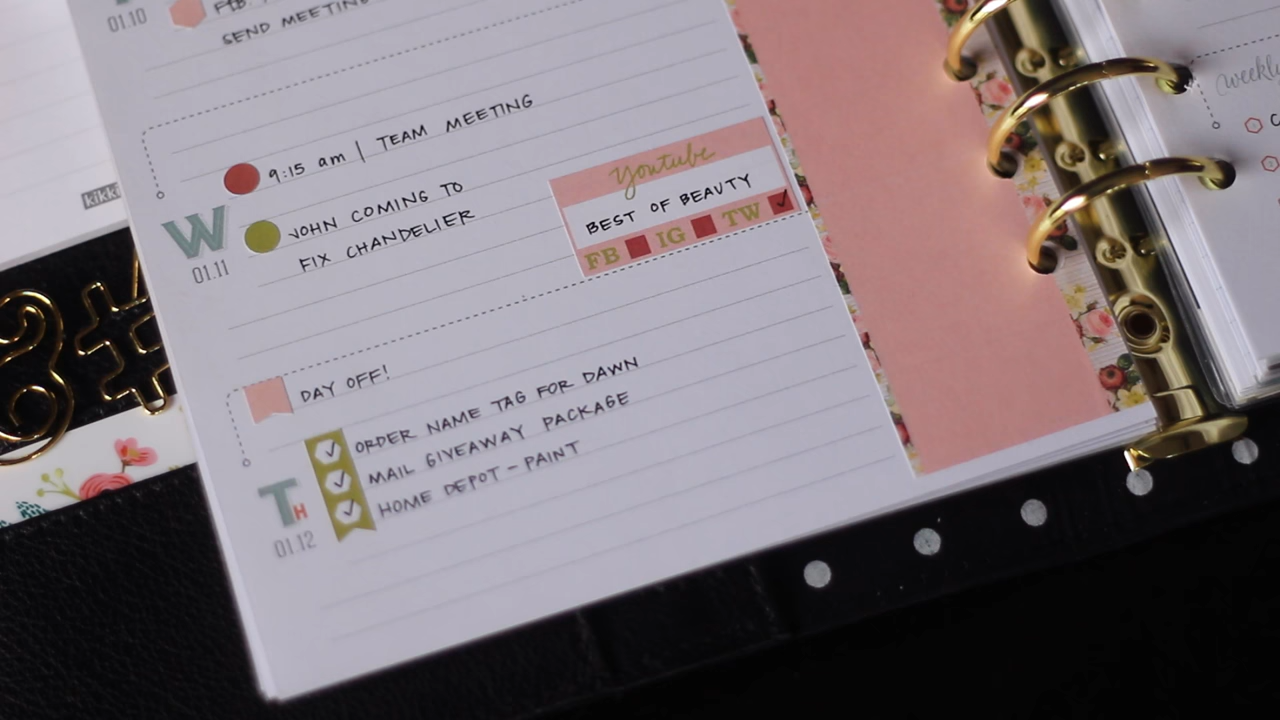 01.10
SEND MEETING
9:15 am | TEAM MEETING
W
01.11
JOHN COMING TO
FIX CHANDELIER
Youtube
BEST OF BEAUTY
FB IG TW
DAY OFF!
ORDER NAME TAG FOR DAWN
MAIL GIVEAWAY PACKAGE
HOME DEPOT - PAINT
TH
01.12
kikki
weekly